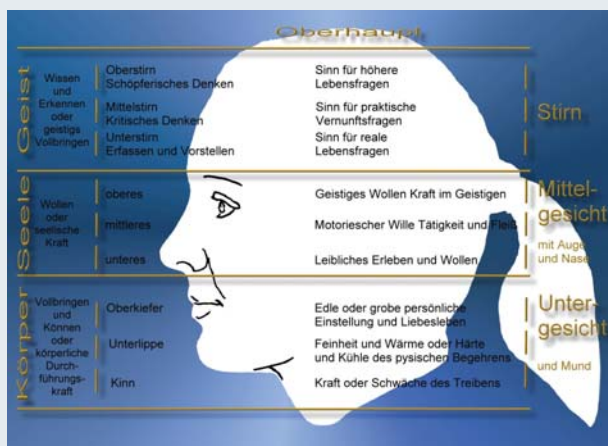 Oberhaupt
Geist
Wissen
und
Erkennen
oder
geistigs
Vollbringen
Oberstirn
Schöpferisches Denken
Sinn für höhere
Lebensfragen
Mittelstirn
Kritisches Denken
Sinn für praktische
Vernunftsfragen
Unterstirn
Erfassen und Vorstellen
Sinn für reale
Lebensfragen
Stirn
Seele
Wollen
oder
seelische
Kraft
oberes
Geistiges Wollen Kraft im Geistigen
mittleres
Motoriescher Wille Tätigkeit und Fleiß
unteres
Leibliches Erleben und Wollen
Mittel-
gesicht
mit Auge
und Nase
Körper
Vollbringen
und
Können
oder
körperliche
Durch-
führungs-
kraft
Oberkiefer
Edle oder grobe persönliche
Einstellung und Liebesleben
Unterlippe
Feinheit und Wärme oder Härte
und Kühle des pysischen Begehrens
Kinn
Kraft oder Schwäche des Treibens
Unter-
gesicht
und Mund